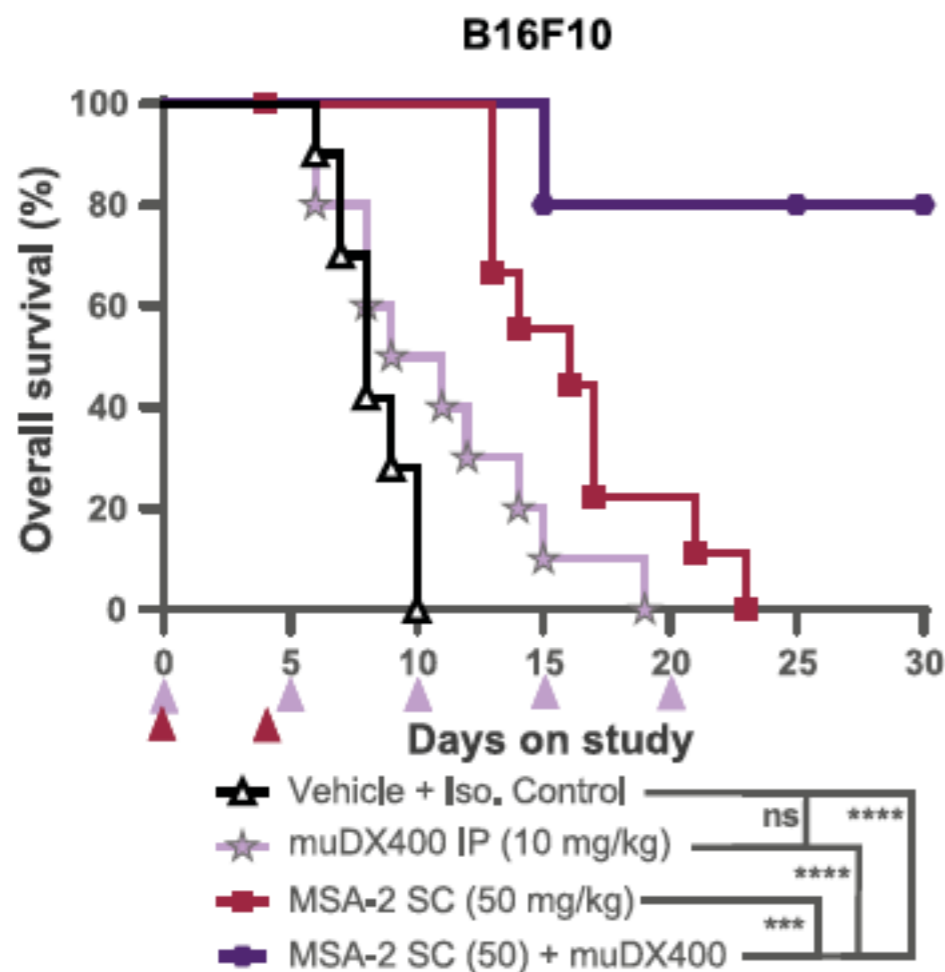 B16F10
Overall survival (%)
100
80
60
40
20
0
0 5 10 15 20 25 30
Days on study
Vehicle + Iso. Control
muDX400 IP (10 mg/kg)
MSA-2 SC (50 mg/kg)
MSA-2 SC (50) + muDX400
ns ****
****
***